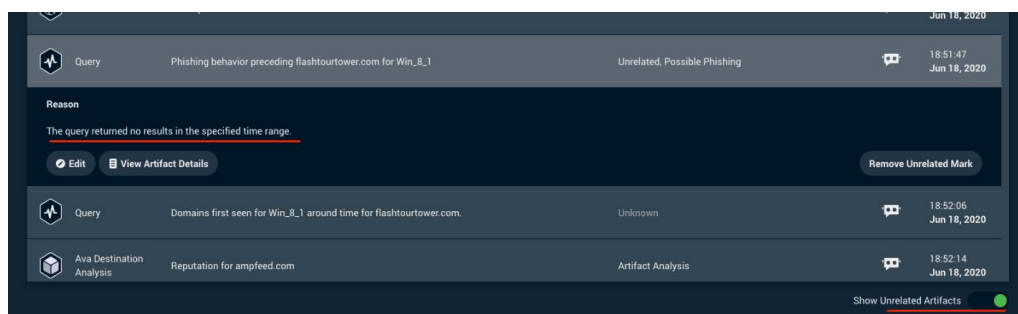 Jun 18, 2020
Query Phishing behavior preceding flashtourtower.com for Win_8_1 Unrelated, Possible Phishing 18:51:47
Jun 18, 2020
Reason
The query returned no results in the specified time range.
Edit View Artifact Details Remove Unrelated Mark
Query Domains first seen for Win_8_1 around time for flashtourtower.com. Unknown 18:52:06
Jun 18, 2020
Ava Destination
Analysis Reputation for ampfeed.com Artifact Analysis 18:52:14
Jun 18, 2020
Show Unrelated Artifacts